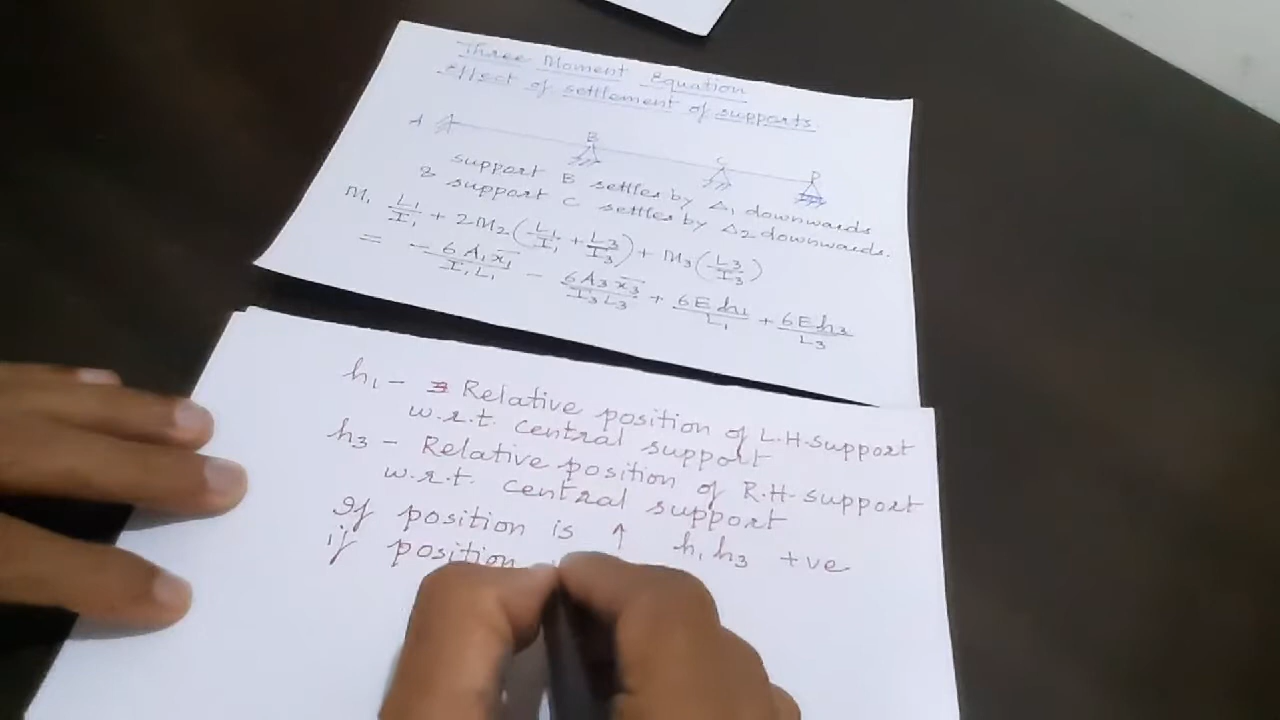 Three Moment Equation
Effect of settlement of supports.
A B C D
support B settles by Δ1 downwards
& support C settles by Δ2 downwards.
M1 L1/I1 + 2M2 (L1/I1 + L3/I3) + M3 (L3/I3)
= -6A1x̄1/I1L1 - 6A3x̄3/I3L3 + 6Eh1/L1 + 6Eh3/L3
h1 - Relative position of L.H. support
w.r.t. central support
h3 - Relative position of R.H. support
w.r.t. central support
If position is ↑ h1 h3 +ve
if position